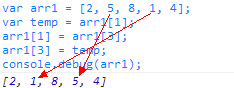 var arr1 = [2, 5, 8, 1, 4];
var temp = arr1[1];
arr1[1] = arr1[3];
arr1[3] = temp;
console.debug(arr1);
[2, 1, 8, 5, 4]